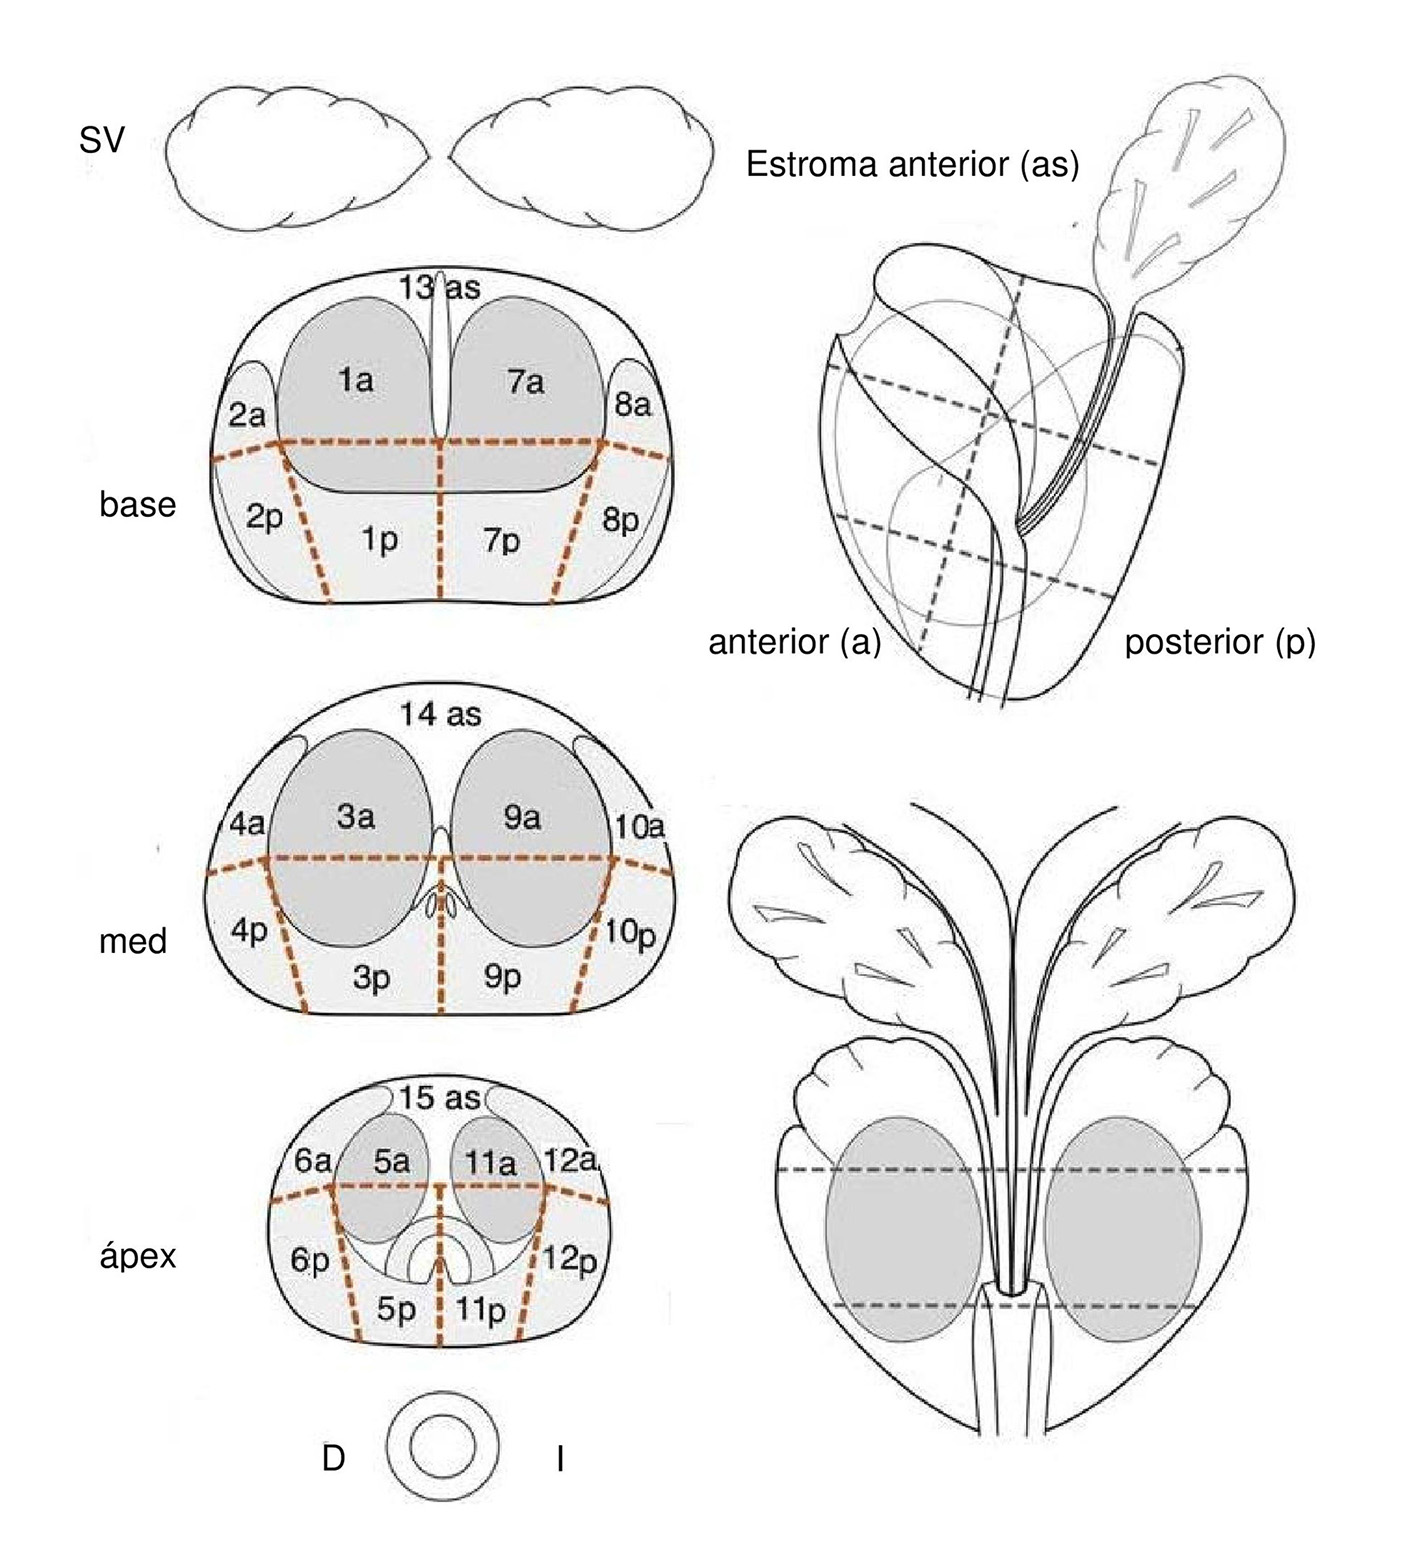 SV
Estroma anterior (as)
13 as
1a
7a
2a
8a
base
2p
1p
7p
8p
anterior (a)
posterior (p)
14 as
4a
3a
9a
10a
med
4p
3p
9p
10p
15 as
6a
5a
11a
12a
ápex
6p
5p
11p
12p
D
I